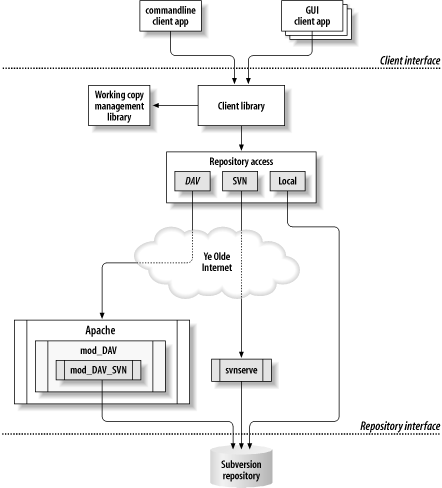 commandline
client app
GUI
client app
Client interface
Working copy
management
library
Client library
Repository access
DAV
SVN
Local
Ye Olde
Internet
Apache
mod_DAV
mod_DAV_SVN
svnserve
Repository interface
Subversion
repository